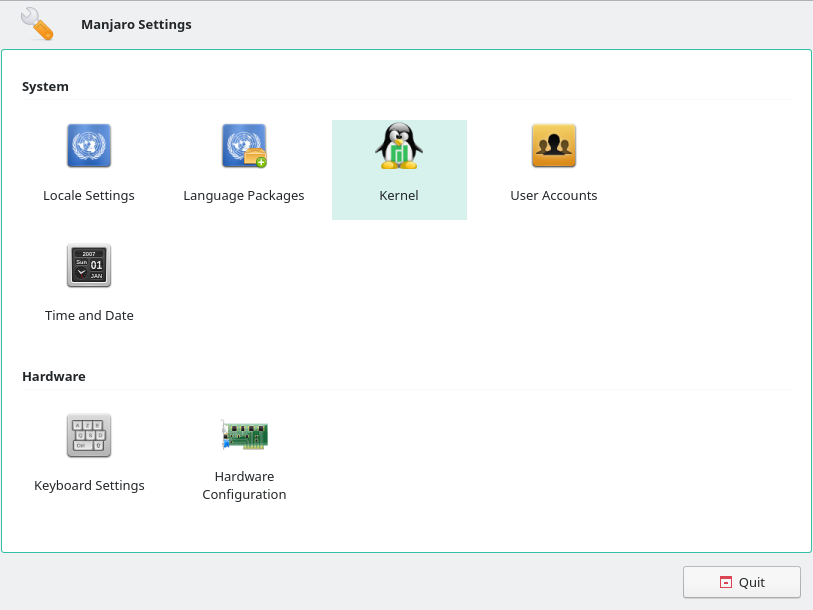 Manjaro Settings
System
Locale Settings
Language Packages
Kernel
User Accounts
2007
Sun
01
JAN
Time and Date
Hardware
A Z E
Q S D
Ctrl
Keyboard Settings
Hardware
Configuration
Quit